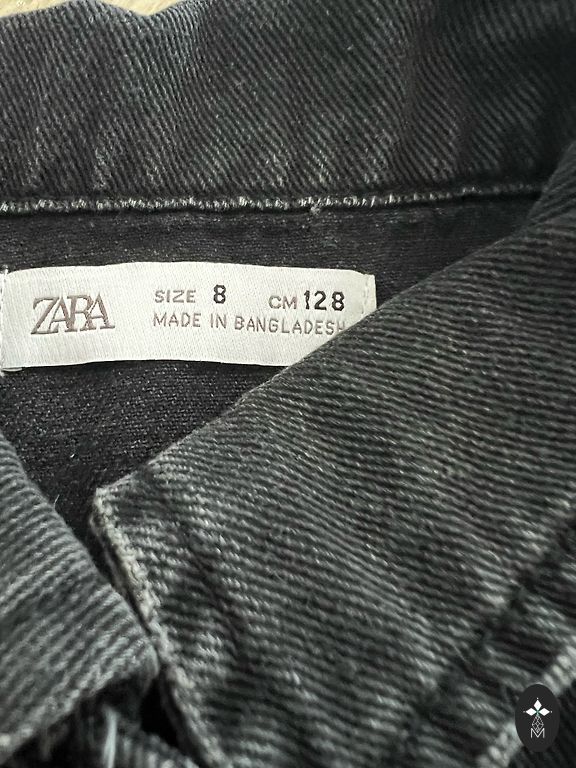 ZARA
SIZE 8 CM 128
MADE IN BANGLADESH
M